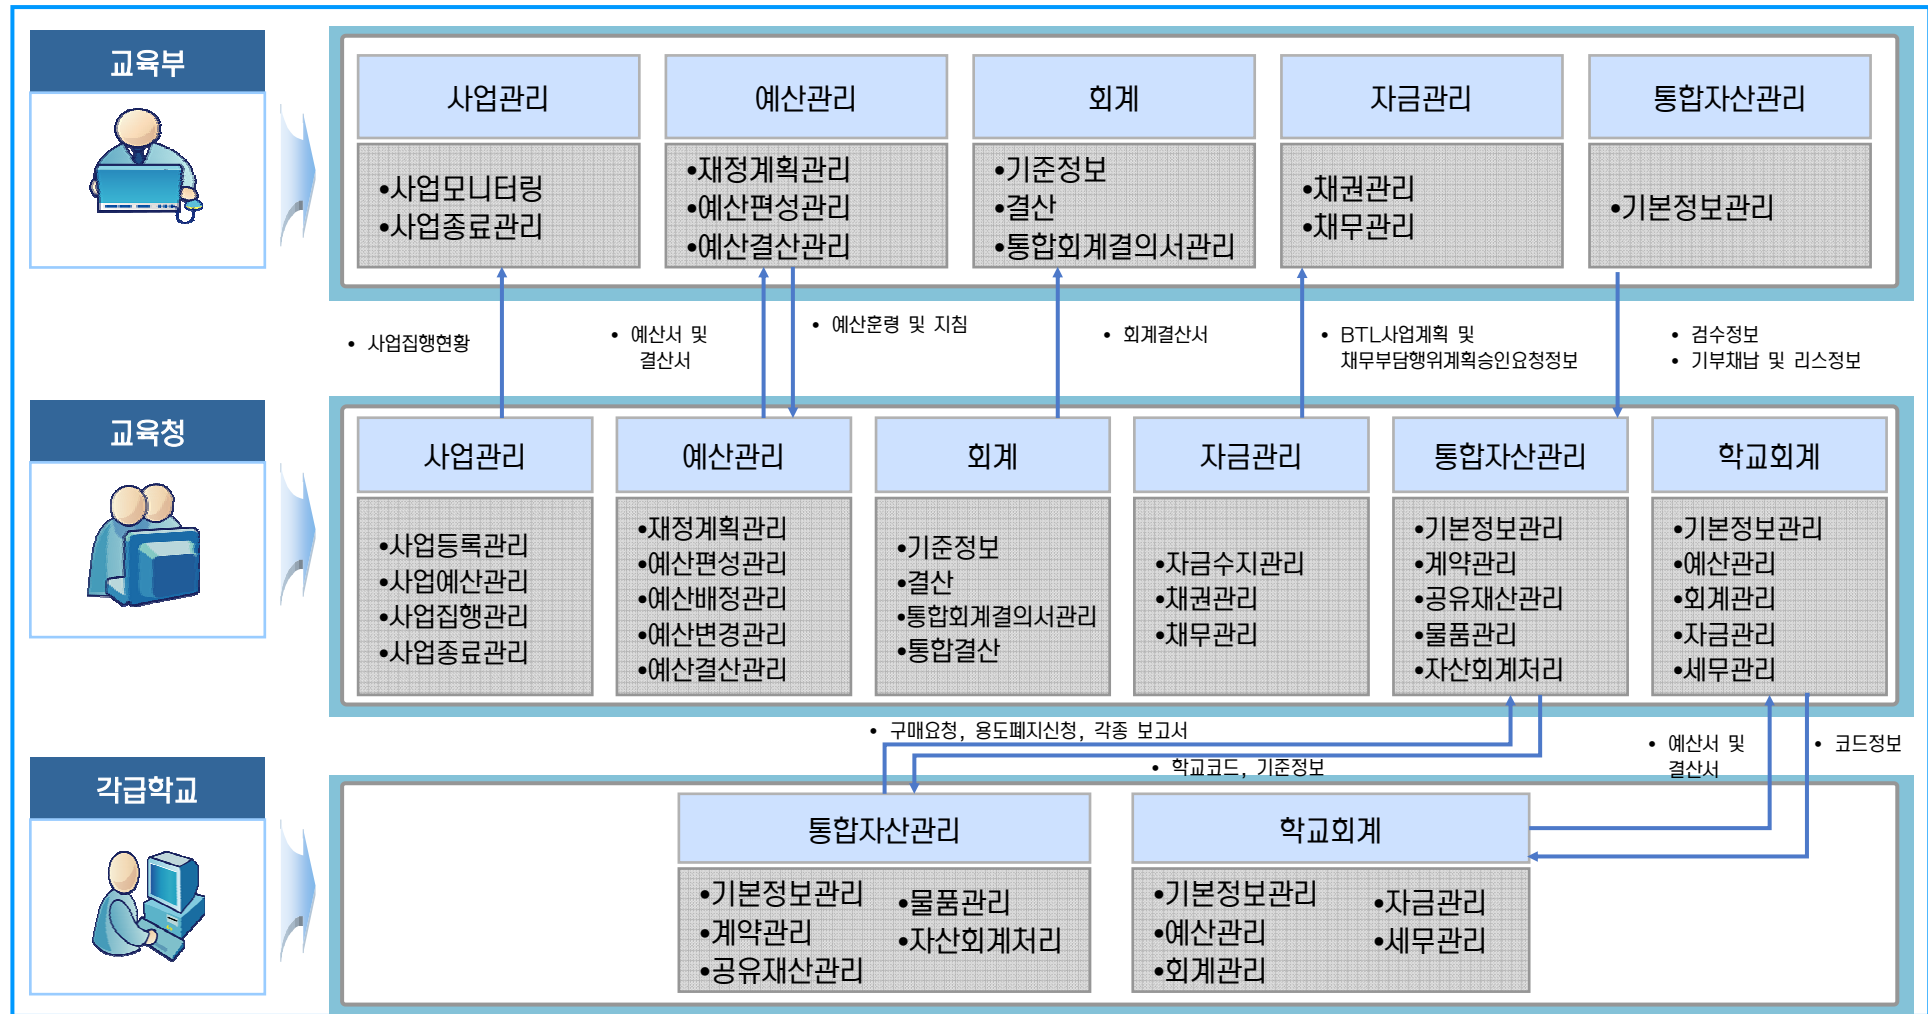 교육부
사업관리
예산관리
회계
자금관리
통합자산관리
•사업모니터링
•사업종료관리
•재정계획관리
•예산편성관리
•예산결산관리
•기준정보
•결산
•통합회계결의서관리
•채권관리
•채무관리
•기본정보관리
• 사업집행현황
• 예산서 및
결산서
• 예산훈령 및 지침
• 회계결산서
• BTL사업계획 및
채무부담행위계획승인요청정보
• 검수정보
• 기부채납 및 리스정보
교육청
사업관리
예산관리
회계
자금관리
통합자산관리
학교회계
•사업등록관리
•사업예산관리
•사업집행관리
•사업종료관리
•재정계획관리
•예산편성관리
•예산배정관리
•예산변경관리
•예산결산관리
•기준정보
•결산
•통합회계결의서관리
•통합결산
•자금수지관리
•채권관리
•채무관리
•기본정보관리
•계약관리
•공유재산관리
•물품관리
•자산회계처리
•기본정보관리
•예산관리
•회계관리
•자금관리
•세무관리
• 구매요청, 용도폐지신청, 각종 보고서
• 학교코드, 기준정보
• 예산서 및
결산서
• 코드정보
각급학교
통합자산관리
학교회계
•기본정보관리
•계약관리
•공유재산관리
•물품관리
•자산회계처리
•기본정보관리
•예산관리
•회계관리
•자금관리
•세무관리